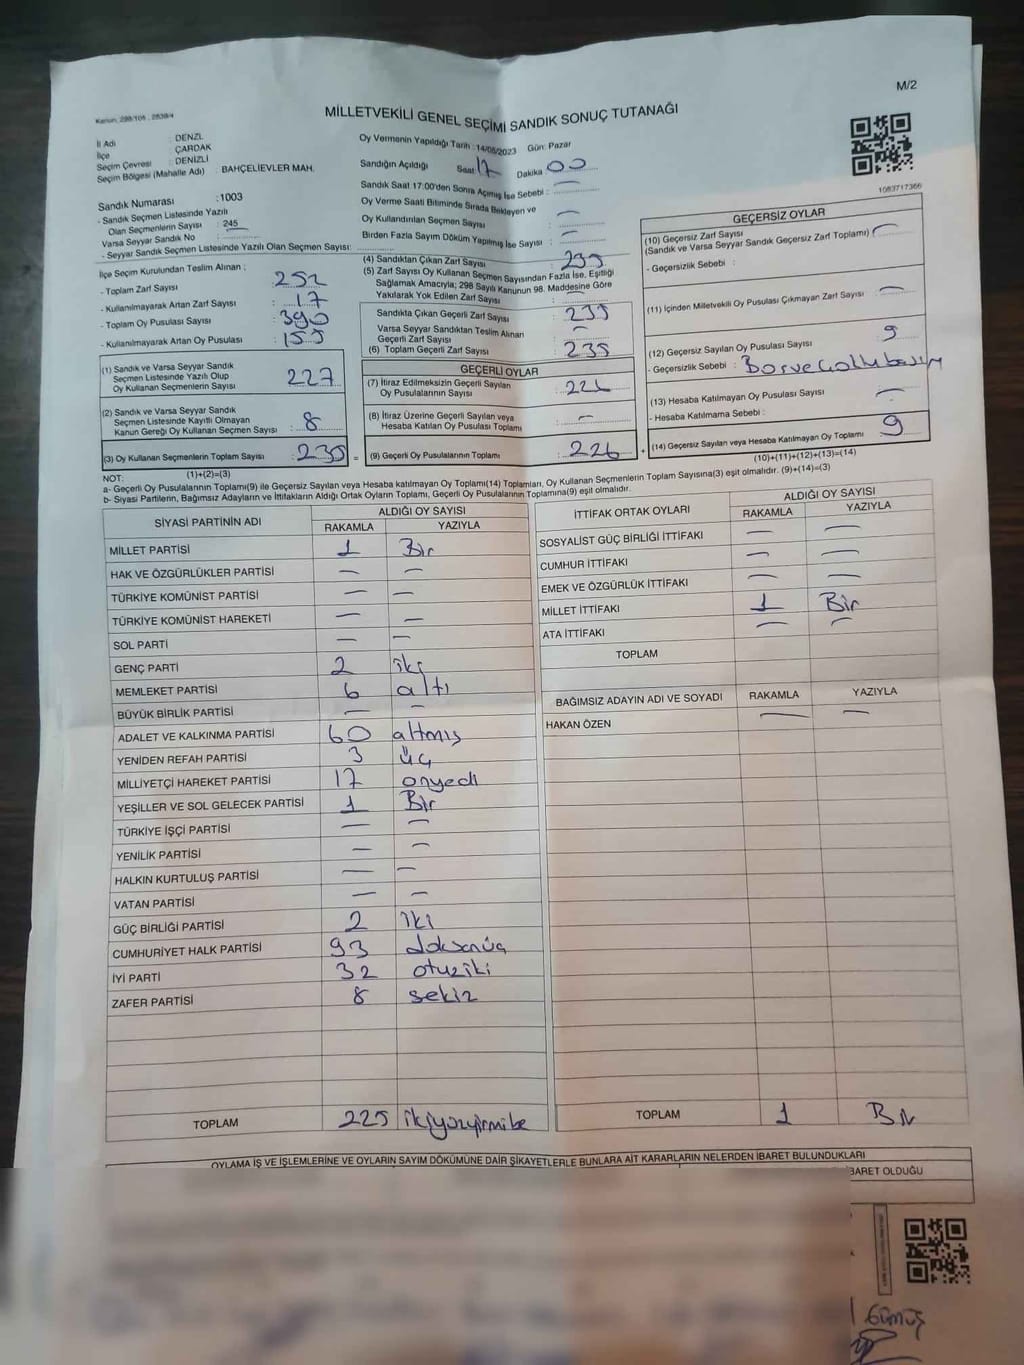 M/2
Kanun: 298/105 , 2839/4
MİLLETVEKİLİ GENEL SEÇİMİ SANDIK SONUÇ TUTANAĞI
İl Adı : DENİZLİ
İlçe : ÇARDAK
Seçim Çevresi : DENİZLİ
Seçim Bölgesi (Mahalle Adı) : BAHÇELİEVLER MAH.
Oy Vermenin Yapıldığı Tarih : 14/05/2023 Gün: Pazar
Sandığın Açıldığı Saat 17 Dakika 00
Sandık Saat 17:00'den Sonra Açılmış İse Sebebi : —
Oy Verme Saati Bitiminde Sırada Bekleyen ve
Oy Kullandırılan Seçmen Sayısı : —
Birden Fazla Sayım Döküm Yapılmış İse Sayısı : —
1083717366
Sandık Numarası :1003
- Sandık Seçmen Listesinde Yazılı
Olan Seçmenlerin Sayısı : 245
Varsa Seyyar Sandık No :
- Seyyar Sandık Seçmen Listesinde Yazılı Olan Seçmen Sayısı:
İlçe Seçim Kurulundan Teslim Alınan :
- Toplam Zarf Sayısı : 252
- Kullanılmayarak Artan Zarf Sayısı : 17
- Toplam Oy Pusulası Sayısı : 390
- Kullanılmayarak Artan Oy Pusulası : 155
(1) Sandık ve Varsa Seyyar Sandık
Seçmen Listesinde Yazılı Olup
Oy Kullanan Seçmenlerin Sayısı : 227
(2) Sandık ve Varsa Seyyar Sandık
Seçmen Listesinde Kayıtlı Olmayan
Kanun Gereği Oy Kullanan Seçmen Sayısı : 8
(3) Oy Kullanan Seçmenlerin Toplam Sayısı : 235
(1)+(2)=(3)
(4) Sandıktan Çıkan Zarf Sayısı : 235
(5) Zarf Sayısı Oy Kullanan Seçmen Sayısından Fazla İse, Eşitliği
Sağlamak Amacıyla; 298 Sayılı Kanunun 98. Maddesine Göre
Yakılarak Yok Edilen Zarf Sayısı : —
Sandıkta Çıkan Geçerli Zarf Sayısı : 235
Varsa Seyyar Sandıktan Teslim Alınan
Geçerli Zarf Sayısı : —
(6) Toplam Geçerli Zarf Sayısı : 235
GEÇERLİ OYLAR
(7) İtiraz Edilmeksizin Geçerli Sayılan
Oy Pusulalarının Sayısı : 226
(8) İtiraz Üzerine Geçerli Sayılan veya
Hesaba Katılan Oy Pusulası Toplamı : —
(9) Geçerli Oy Pusulalarının Toplamı : 226
GEÇERSİZ OYLAR
(10) Geçersiz Zarf Sayısı
(Sandık ve Varsa Seyyar Sandık Geçersiz Zarf Toplamı) : —
- Geçersizlik Sebebi :
(11) İçinden Milletvekili Oy Pusulası Çıkmayan Zarf Sayısı : —
(12) Geçersiz Sayılan Oy Pusulası Sayısı : 9
- Geçersizlik Sebebi :
(13) Hesaba Katılmayan Oy Pusulası Sayısı : —
- Hesaba Katılmama Sebebi :
(14) Geçersiz Sayılan veya Hesaba Katılmayan Oy Toplamı : 9
(10)+(11)+(12)+(13)=(14)
NOT:
a- Geçerli Oy Pusulalarının Toplamı(9) ile Geçersiz Sayılan veya Hesaba katılmayan Oy Toplamı(14) Toplamları, Oy Kullanan Seçmenlerin Toplam Sayısına(3) eşit olmalıdır. (9)+(14)=(3)
b- Siyasi Partilerin, Bağımsız Adayların ve İttifakların Aldığı Ortak Oyların Toplamı, Geçerli Oy Pusulalarının Toplamına(9) eşit olmalıdır.
SİYASİ PARTİNİN ADI ALDIĞI OY SAYISI
RAKAMLA YAZIYLA
MİLLET PARTİSİ 1 Bir
HAK VE ÖZGÜRLÜKLER PARTİSİ — —
TÜRKİYE KOMÜNİST PARTİSİ — —
TÜRKİYE KOMÜNİST HAREKETİ — —
SOL PARTİ — —
GENÇ PARTİ 2 iki
MEMLEKET PARTİSİ 6 altı
BÜYÜK BİRLİK PARTİSİ — —
ADALET VE KALKINMA PARTİSİ 60 altmış
YENİDEN REFAH PARTİSİ 3 üç
MİLLİYETÇİ HAREKET PARTİSİ 17 onyedi
YEŞİLLER VE SOL GELECEK PARTİSİ 1 Bir
TÜRKİYE İŞÇİ PARTİSİ — —
YENİLİK PARTİSİ — —
HALKIN KURTULUŞ PARTİSİ — —
VATAN PARTİSİ — —
GÜÇ BİRLİĞİ PARTİSİ 2 iki
CUMHURİYET HALK PARTİSİ 93 doksanüç
İYİ PARTİ 32 otuziki
ZAFER PARTİSİ 8 sekiz
TOPLAM 225 ikiyüzyirmibe
İTTİFAK ORTAK OYLARI ALDIĞI OY SAYISI
RAKAMLA YAZIYLA
SOSYALİST GÜÇ BİRLİĞİ İTTİFAKI — —
CUMHUR İTTİFAKI — —
EMEK VE ÖZGÜRLÜK İTTİFAKI — —
MİLLET İTTİFAKI 1 Bir
ATA İTTİFAKI — —
TOPLAM
BAĞIMSIZ ADAYIN ADI VE SOYADI RAKAMLA YAZIYLA
HAKAN ÖZEN — —
TOPLAM 1 Bir
OYLAMA İŞ VE İŞLEMLERİNE VE OYLARIN SAYIM DÖKÜMÜNE DAİR ŞİKAYETLERLE BUNLARA AİT KARARLARIN NELERDEN İBARET BULUNDUKLARI
İBARET OLDUĞU
Gümüş